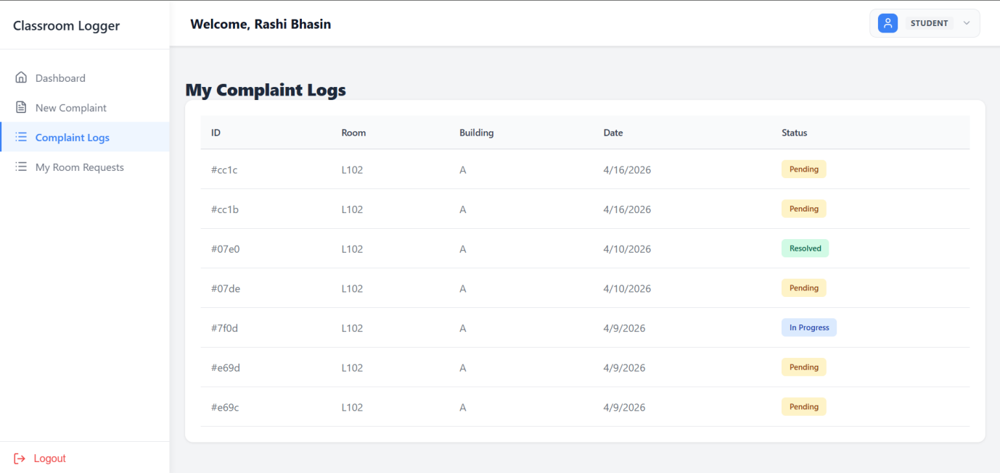 Classroom Logger
Welcome, Rashi Bhasin
STUDENT
Dashboard
New Complaint
Complaint Logs
My Room Requests
Logout
My Complaint Logs
ID Room Building Date Status
#cc1c L102 A 4/16/2026 Pending
#cc1b L102 A 4/16/2026 Pending
#07e0 L102 A 4/10/2026 Resolved
#07de L102 A 4/10/2026 Pending
#7f0d L102 A 4/9/2026 In Progress
#e69d L102 A 4/9/2026 Pending
#e69c L102 A 4/9/2026 Pending